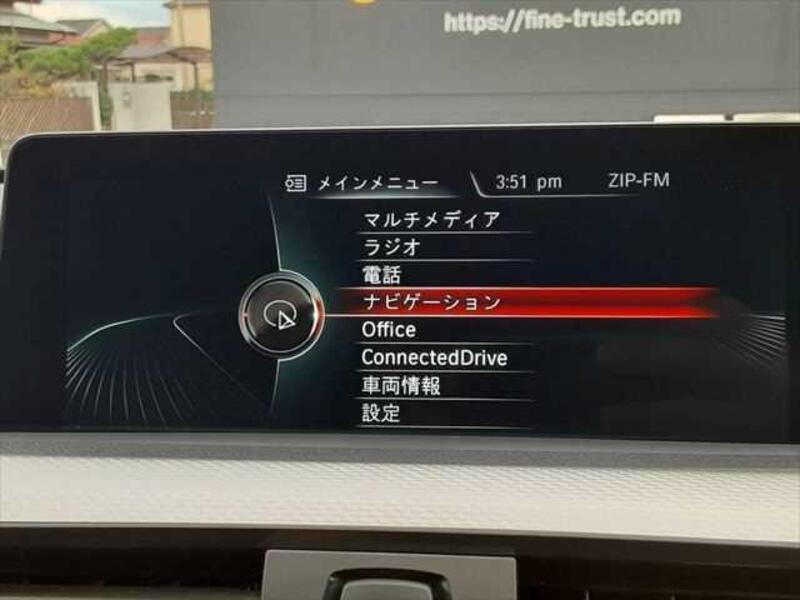 https://fine-trust.com
メインメニュー 3:51 pm ZIP-FM
マルチメディア
ラジオ
電話
ナビゲーション
Office
ConnectedDrive
車両情報
設定